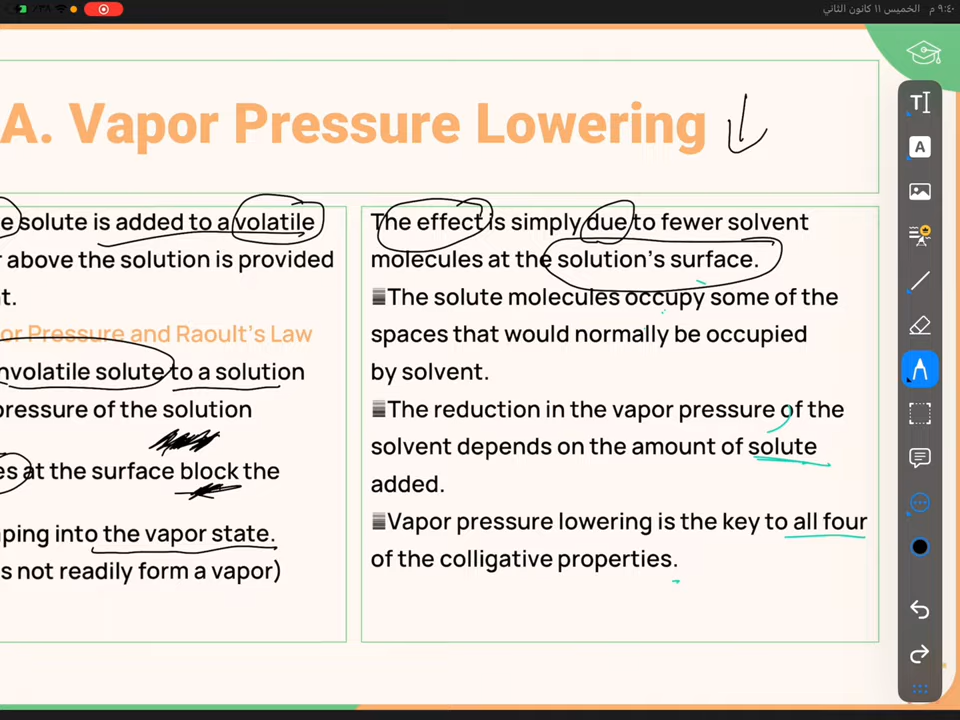 ٣٨٪
٩:٤٠ م الخميس ١١ كانون الثاني
A. Vapor Pressure Lowering
solute is added to a volatile
above the solution is provided
Pressure and Raoult's Law
solute to a solution
pressure of the solution
at the surface block the
into the vapor state.
not readily form a vapor)
The effect is simply due to fewer solvent
molecules at the solution's surface.
The solute molecules occupy some of the
spaces that would normally be occupied
by solvent.
The reduction in the vapor pressure of the
solvent depends on the amount of solute
added.
Vapor pressure lowering is the key to all four
of the colligative properties.
T
A